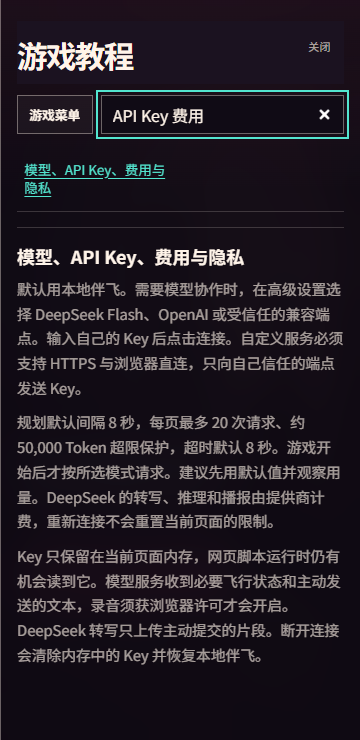 游戏教程
关闭
游戏菜单
API Key 费用
×
模型、API Key、费用与
隐私
模型、API Key、费用与隐私
默认用本地伴飞。需要模型协作时，在高级设置选
择 DeepSeek Flash、OpenAI 或受信任的兼容端
点。输入自己的 Key 后点击连接。自定义服务必须
支持 HTTPS 与浏览器直连，只向自己信任的端点
发送 Key。
规划默认间隔 8 秒，每页最多 20 次请求、约
50,000 Token 超限保护，超时默认 8 秒。游戏开
始后才按所选模式请求。建议先用默认值并观察用
量。DeepSeek 的转写、推理和播报由提供商计
费，重新连接不会重置当前页面的限制。
Key 只保留在当前页面内存，网页脚本运行时仍有
机会读到它。模型服务收到必要飞行状态和主动发
送的文本，录音须获浏览器许可才会开启。
DeepSeek 转写只上传主动提交的片段。断开连接
会清除内存中的 Key 并恢复本地伴飞。